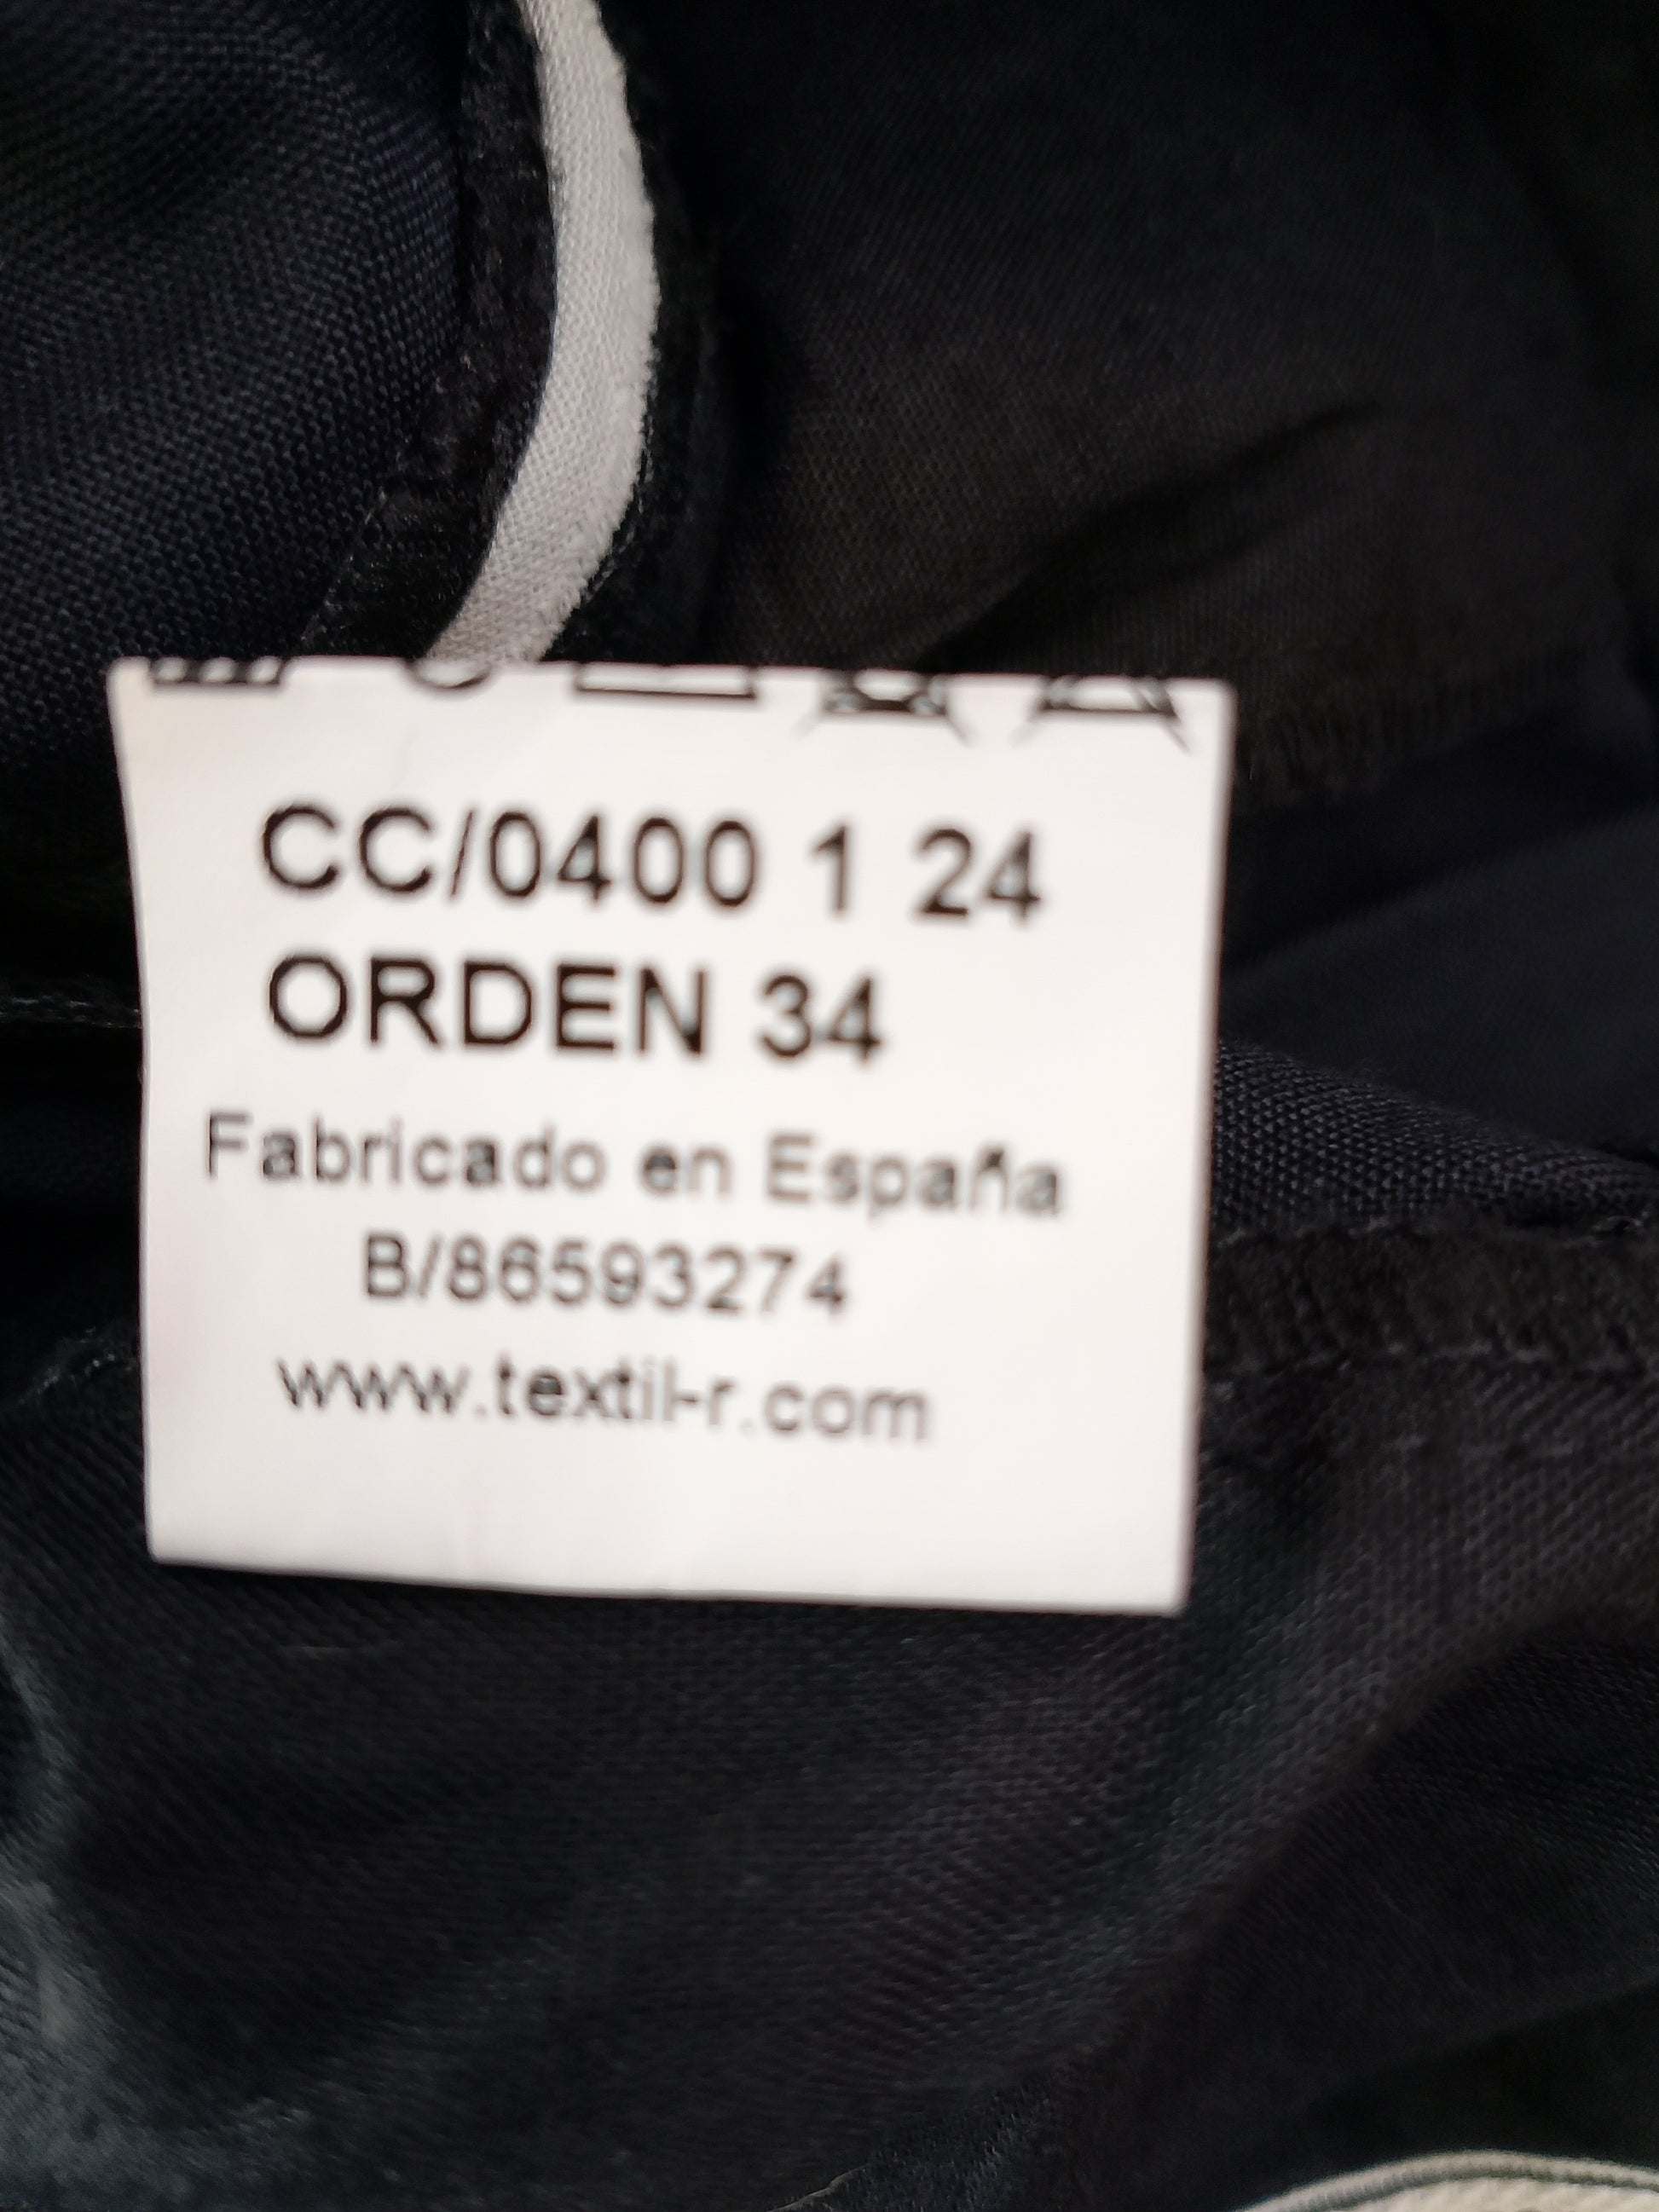 CC/0400 1 24
ORDEN 34
Fabricado en España
B/86593274
www.textil-r.com